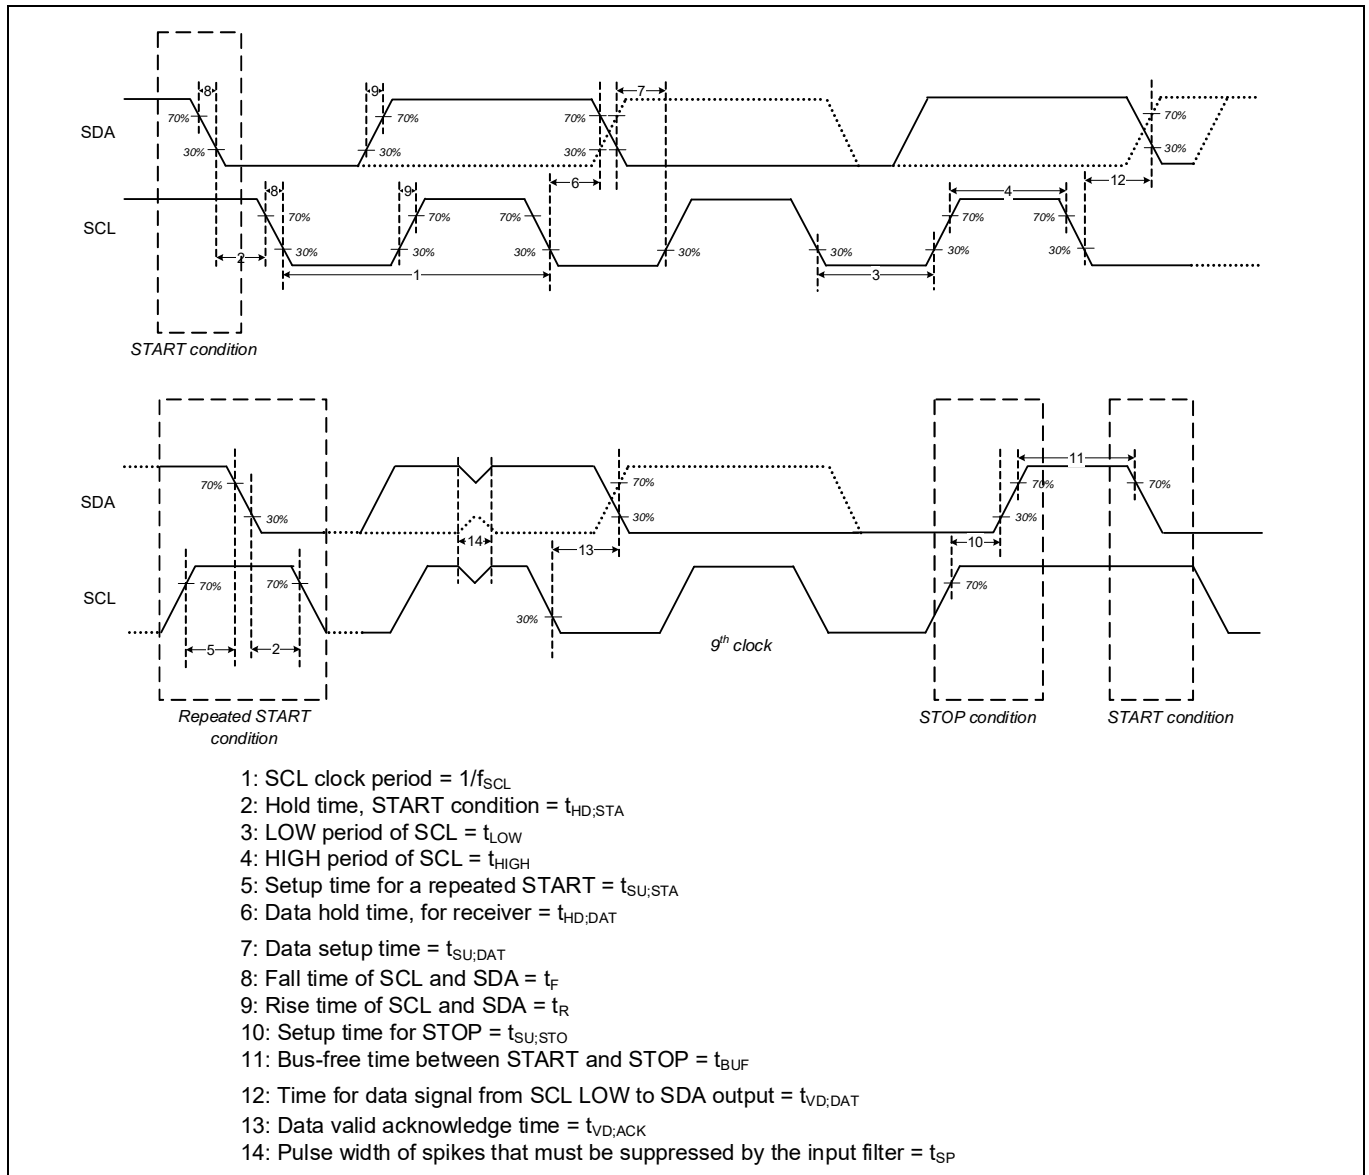 8 9 7
70% 70% 70% 70%
SDA
30% 30% 30% 30%
6 12
8 9 4
70% 70% 70% 70% 70%
SCL
30% 30% 30% 30% 30% 30% 30%
2
1 3
START condition
11
70% 70% 70% 70%
SDA
30% 30% 30%
14 13 10
70% 70% 70%
SCL
30%
9th clock
5 2
Repeated START condition
STOP condition
START condition
1: SCL clock period = 1/fSCL
2: Hold time, START condition = tHD;STA
3: LOW period of SCL = tLOW
4: HIGH period of SCL = tHIGH
5: Setup time for a repeated START = tSU;STA
6: Data hold time, for receiver = tHD;DAT
7: Data setup time = tSU;DAT
8: Fall time of SCL and SDA = tF
9: Rise time of SCL and SDA = tR
10: Setup time for STOP = tSU;STO
11: Bus-free time between START and STOP = tBUF
12: Time for data signal from SCL LOW to SDA output = tVD;DAT
13: Data valid acknowledge time = tVD;ACK
14: Pulse width of spikes that must be suppressed by the input filter = tSP